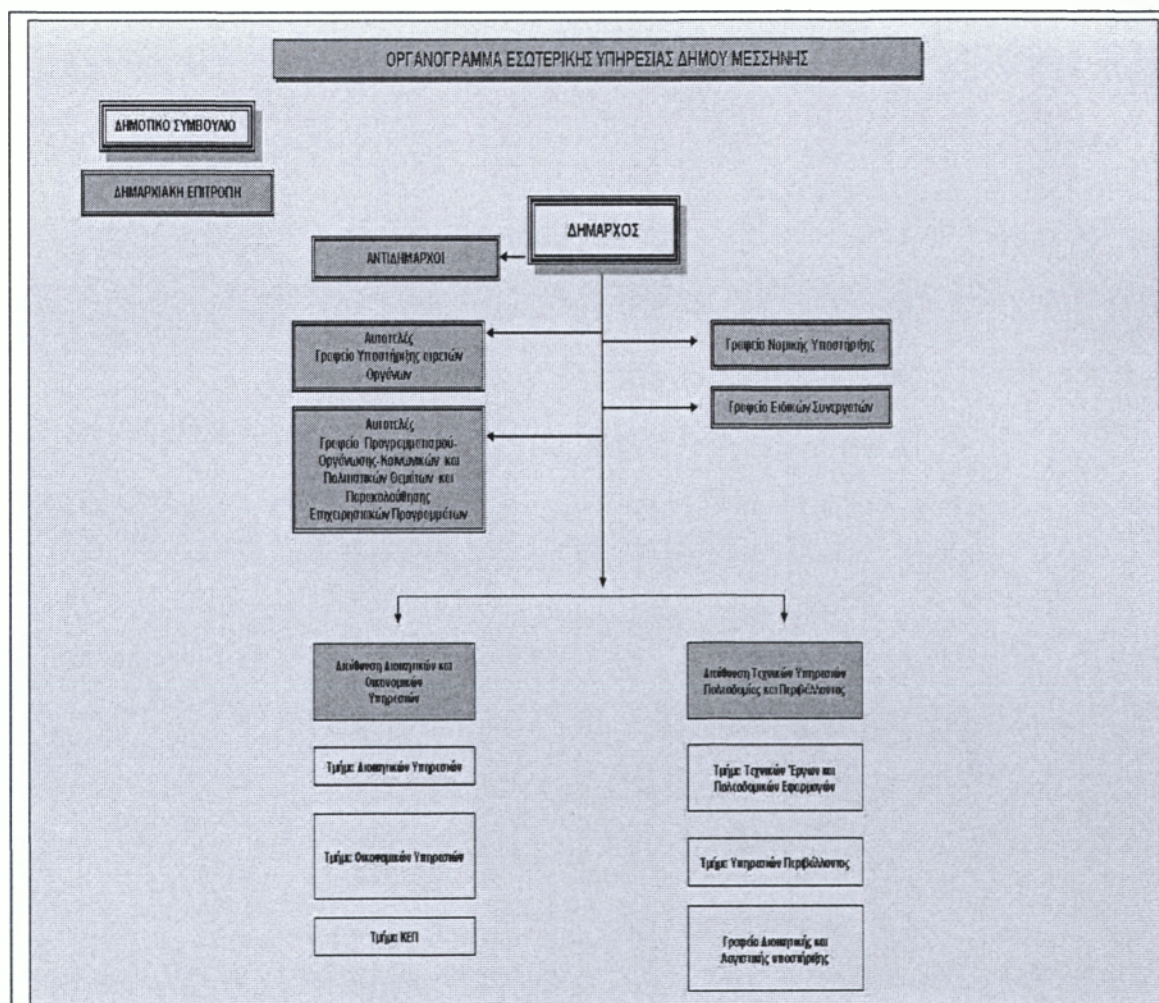 ΟΡΓΑΝΟΓΡΑΜΜΑ ΕΣΩΤΕΡΙΚΗΣ ΥΠΗΡΕΣΙΑΣ ΔΗΜΟΥ ΜΕΣΣΗΝΗΣ
ΔΗΜΟΤΙΚΟ ΣΥΜΒΟΥΛΙΟ
ΔΗΜΑΡΧΙΑΚΗ ΕΠΙΤΡΟΠΗ
ΔΗΜΑΡΧΟΣ
ΑΝΤΙΔΗΜΑΡΧΟΙ
Αυτοτελές
Γραφείο Υποστήριξης αιρετών
Οργάνων
Γραφείο Νομικής Υποστήριξης
Γραφείο Ειδικών Συνεργατών
Αυτοτελές
Γραφείο Προγραμματισμού-
Οργάνωσης-Κοινωνικών και
Πολιτιστικών Θεμάτων και
Παρακολούθησης
Επιχειρησιακών Προγραμμάτων
Διεύθυνση Διοικητικών και
Οικονομικών
Υπηρεσιών
Τμήμα Διοικητικών Υπηρεσιών
Τμήμα Οικονομικών Υπηρεσιών
Τμήμα ΚΕΠ
Διεύθυνση Τεχνικών Υπηρεσιών
Πολεοδομίας και Περιβάλλοντος
Τμήμα Τεχνικών Έργων και
Πολεοδομικών Εφαρμογών
Τμήμα Υπηρεσιών Περιβάλλοντος
Γραφείο Διοικητικής και
Λογιστικής υποστήριξης